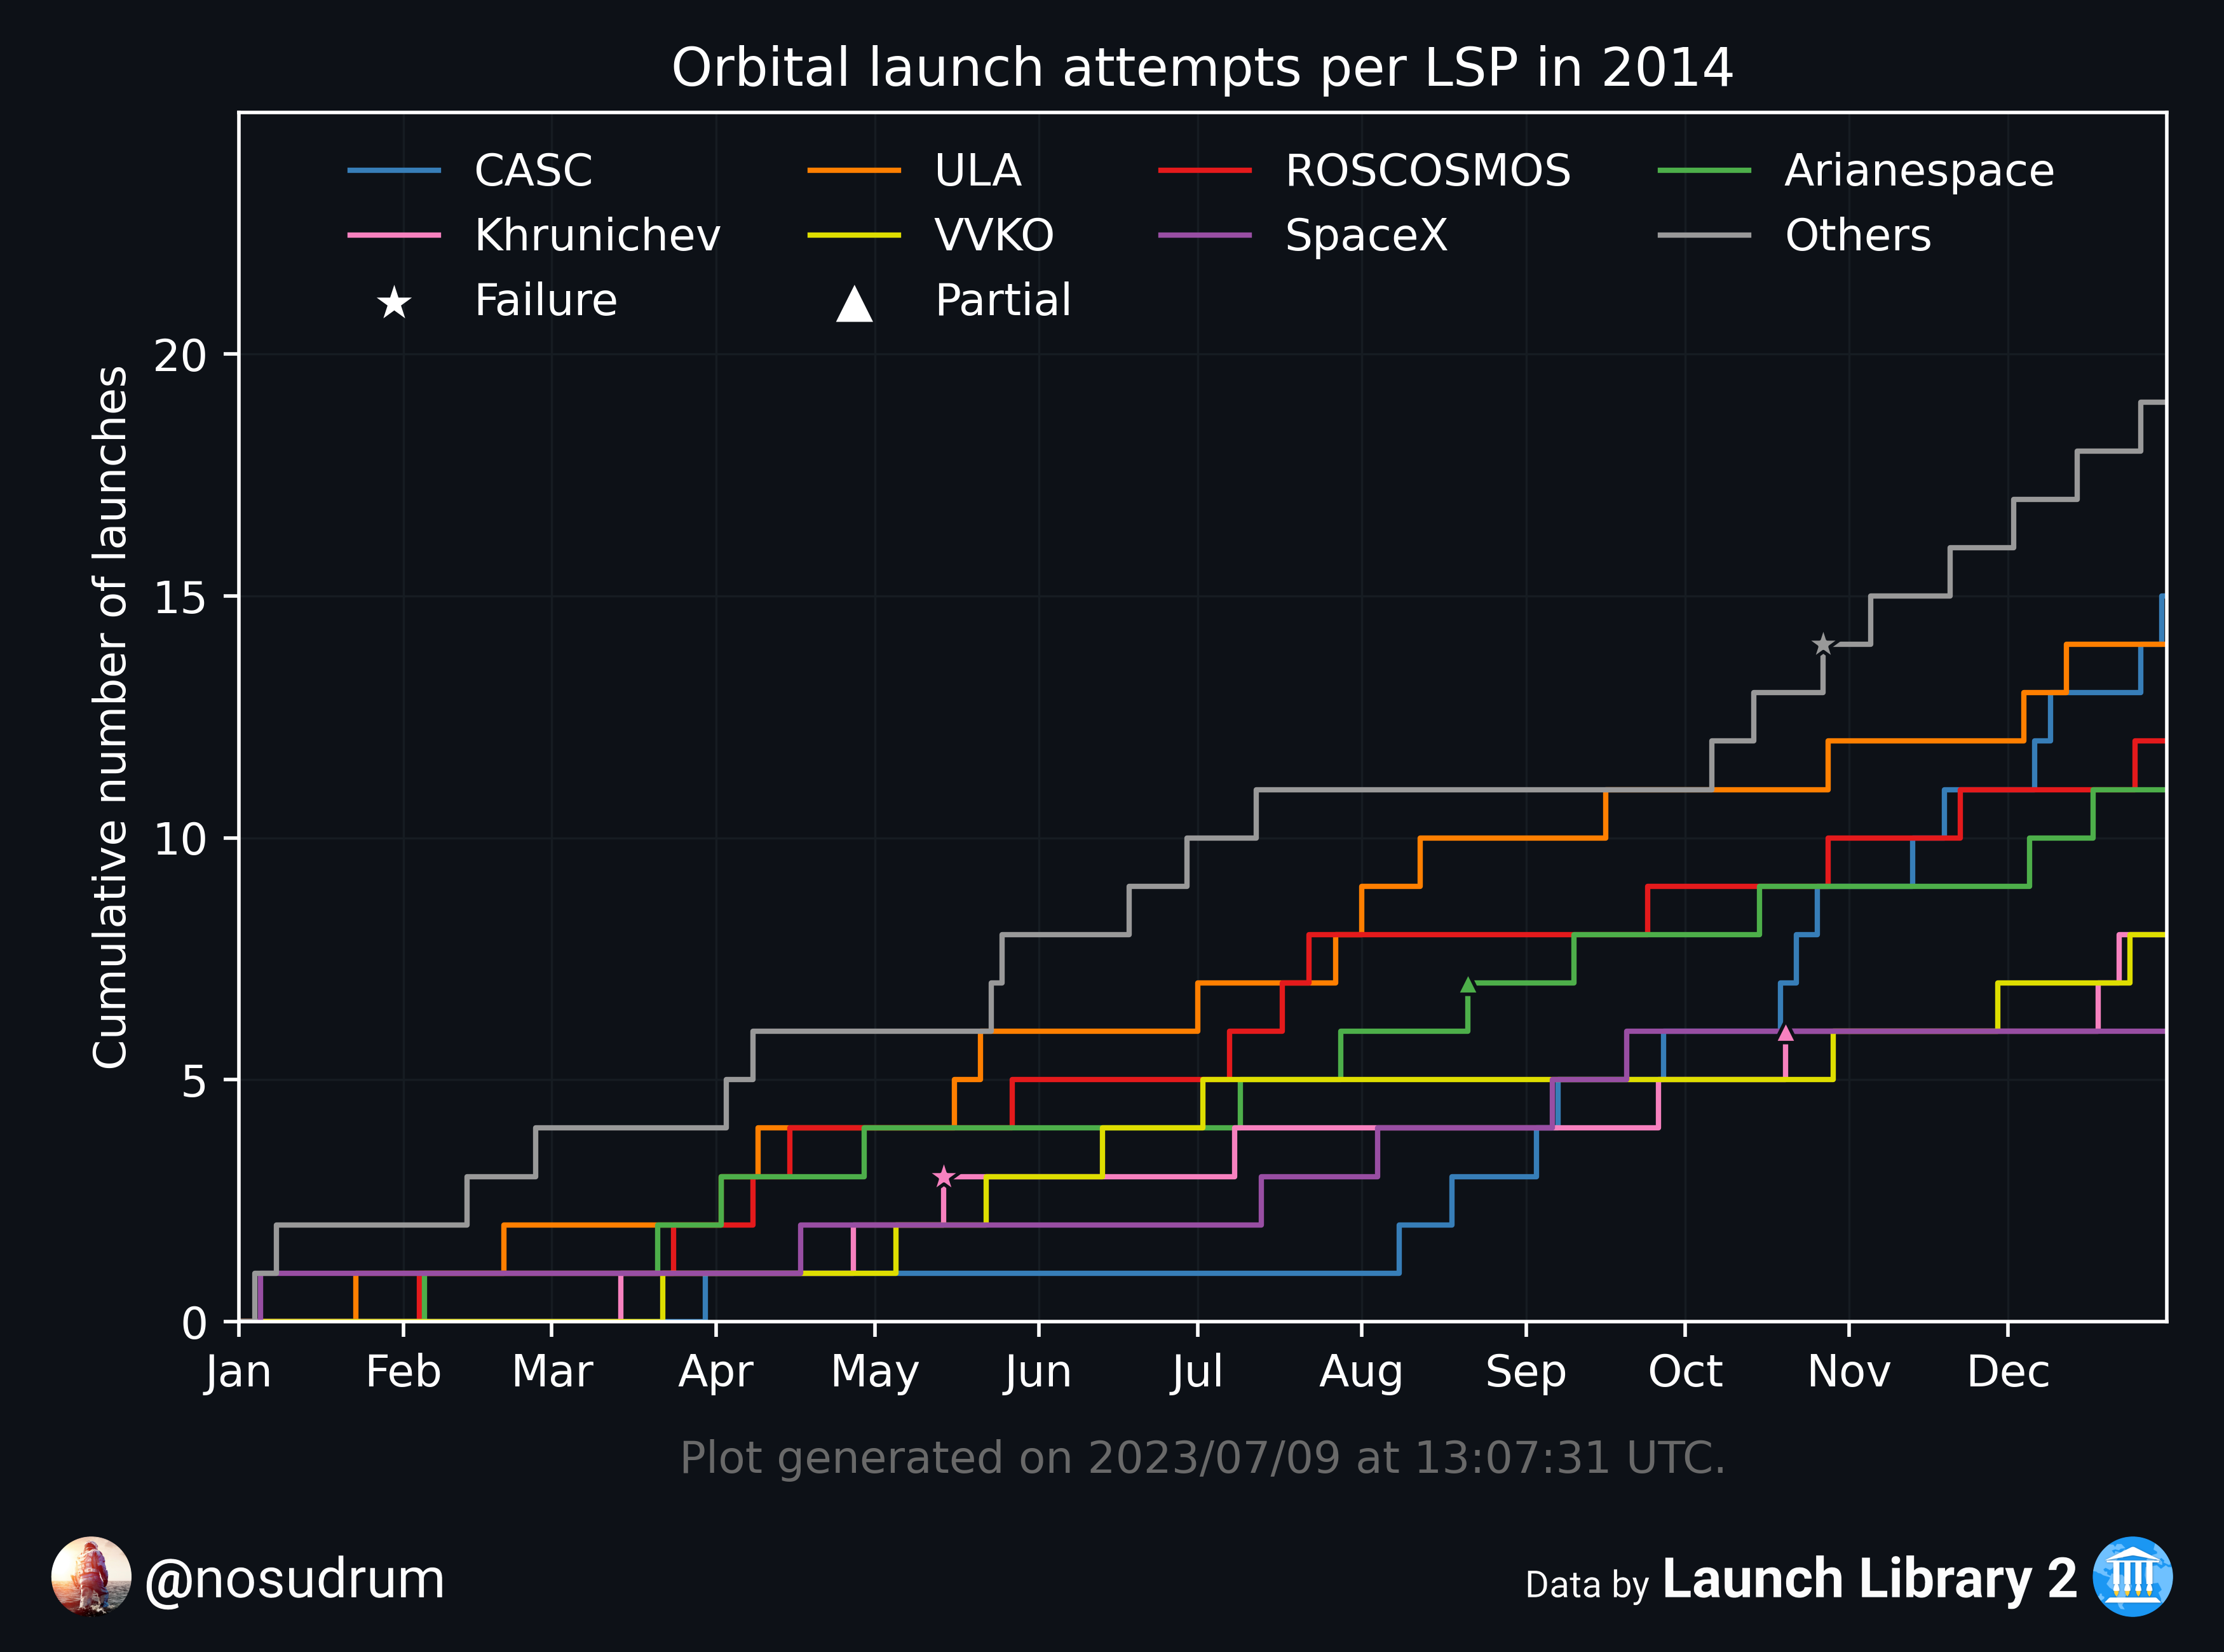 Orbital launch attempts per LSP in 2014
CASC ULA ROSCOSMOS Arianespace
Khrunichev VVKO SpaceX Others
Failure Partial
Cumulative number of launches
20
15
10
5
0
Jan Feb Mar Apr May Jun Jul Aug Sep Oct Nov Dec
Plot generated on 2023/07/09 at 13:07:31 UTC.
@nosudrum
Data by Launch Library 2